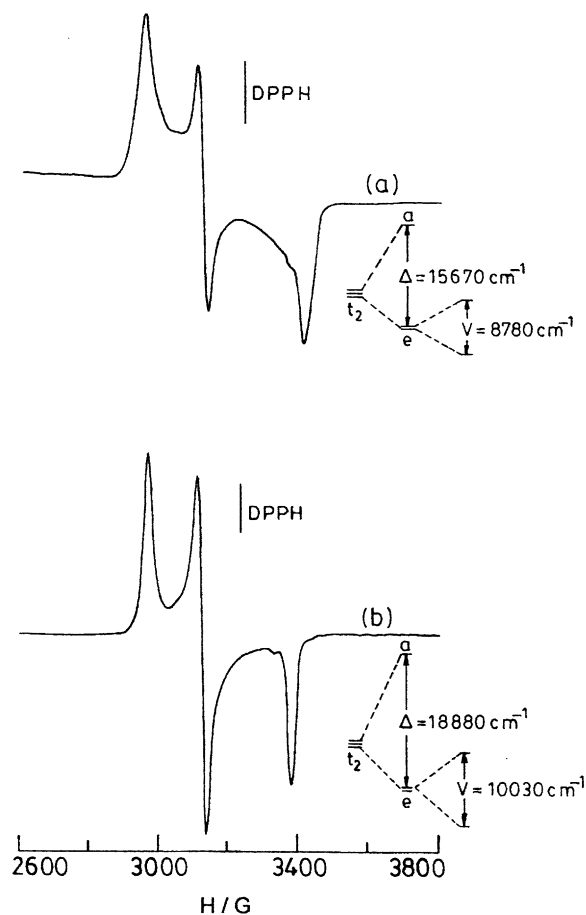 DPPH
(a)
a
Δ=15670 cm⁻¹
t₂
e
V=8780 cm⁻¹
DPPH
(b)
a
Δ=18880 cm⁻¹
t₂
e
V=10030 cm⁻¹
2600 3000 3400 3800
H / G